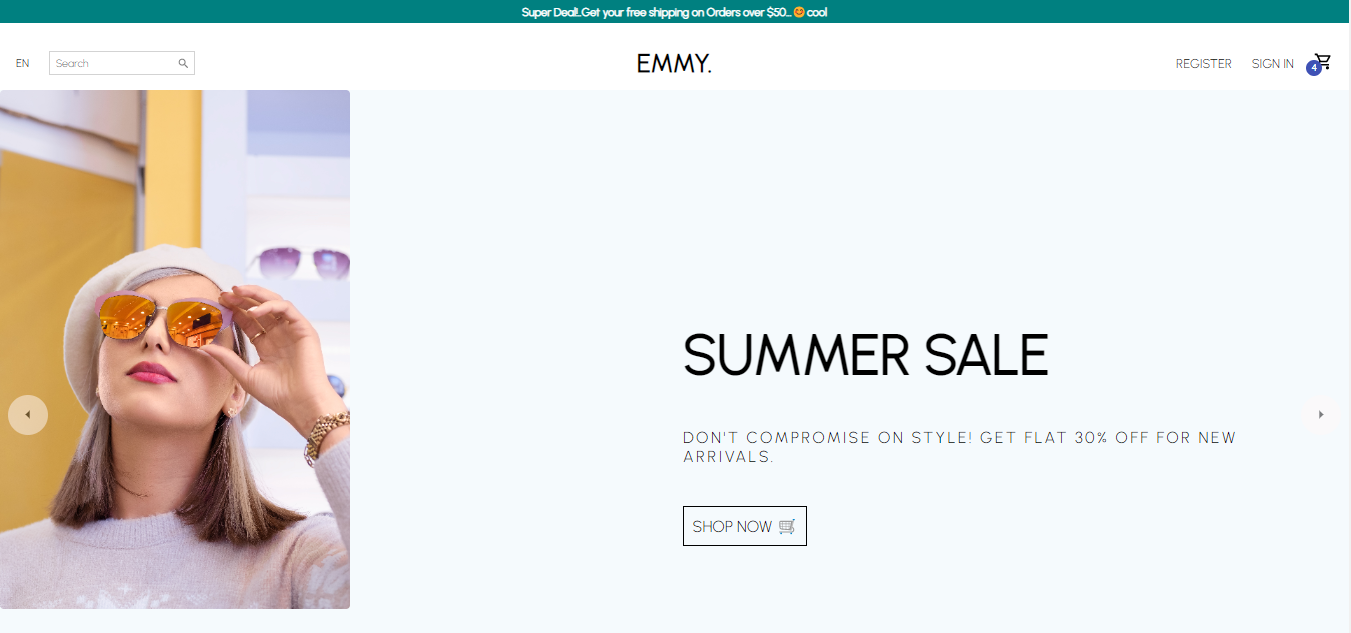 Super Deal!..Get your free shipping on Orders over $50... 😊 cool
EN
Search
EMMY.
REGISTER
SIGN IN
4
SUMMER SALE
DON'T COMPROMISE ON STYLE! GET FLAT 30% OFF FOR NEW
ARRIVALS.
SHOP NOW 🛒